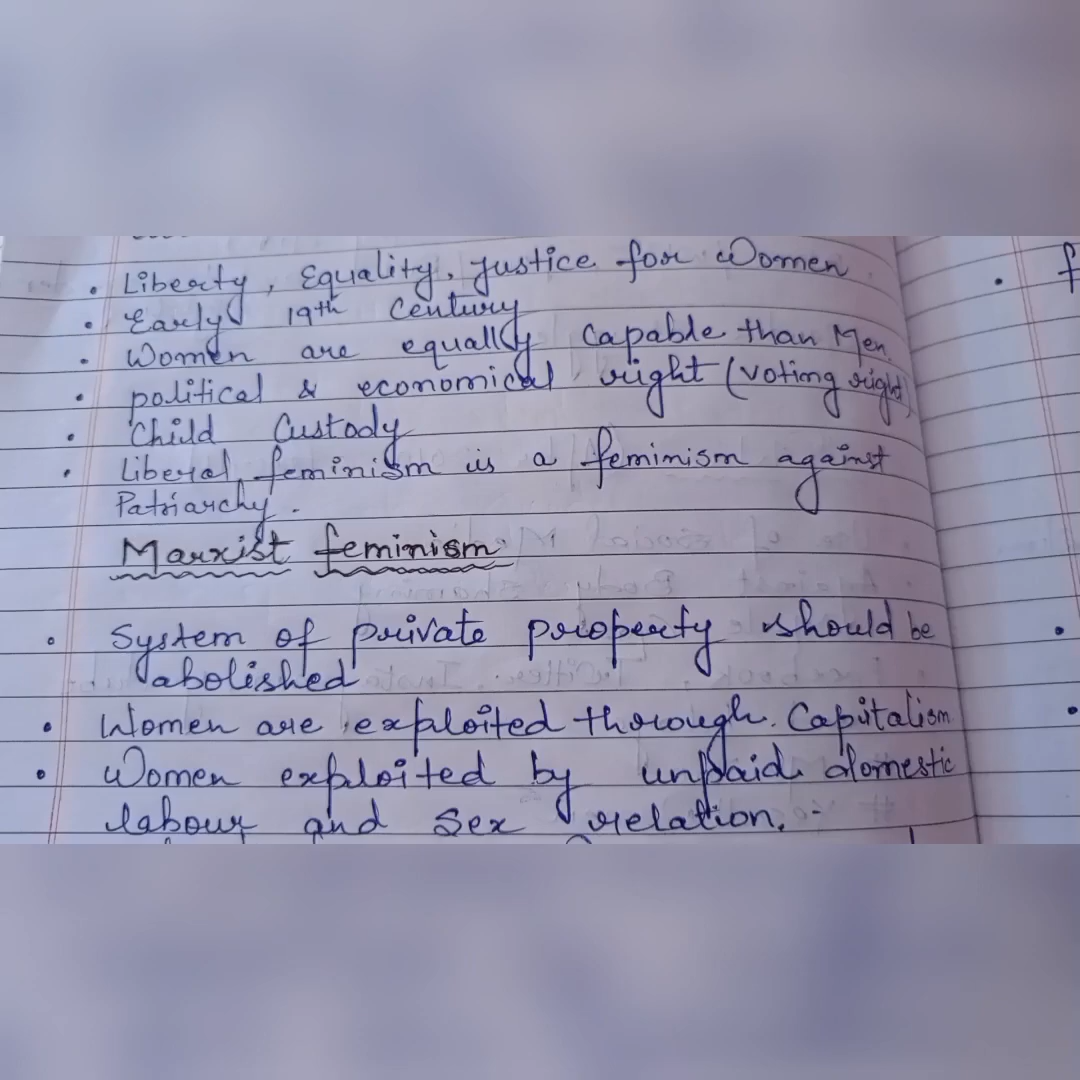 • Liberty, Equality, Justice for Women
• Early 19th Century
• Women are equally Capable than Men.
• political & economical right (voting right)
• Child Custody
• Liberal feminism is a feminism against
Patriarchy.
Marxist feminism
• System of private property should be
abolished
• Women are exploited through Capitalism
• Women exploited by unpaid domestic
labour and Sex relation.